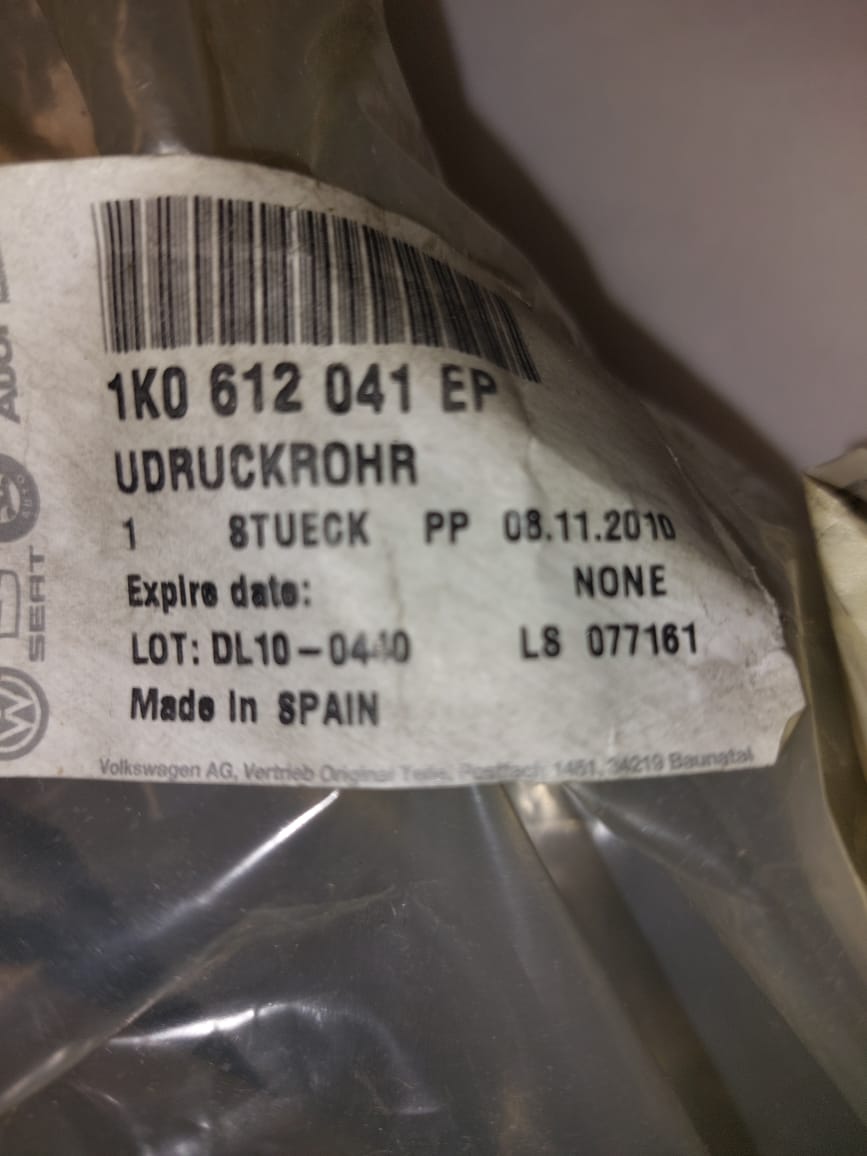 1K0 612 041 EP
UDRUCKROHR
1 STUECK PP 08.11.2010
Expire date: NONE
LOT: DL10-0440 LS 077161
Made in SPAIN
Volkswagen AG, Vertrieb Original Teile, Postfach 1451, 34219 Baunatal
SEAT